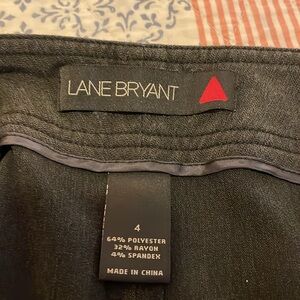 LANE BRYANT
4
64% POLYESTER
32% RAYON
4% SPANDEX
MADE IN CHINA